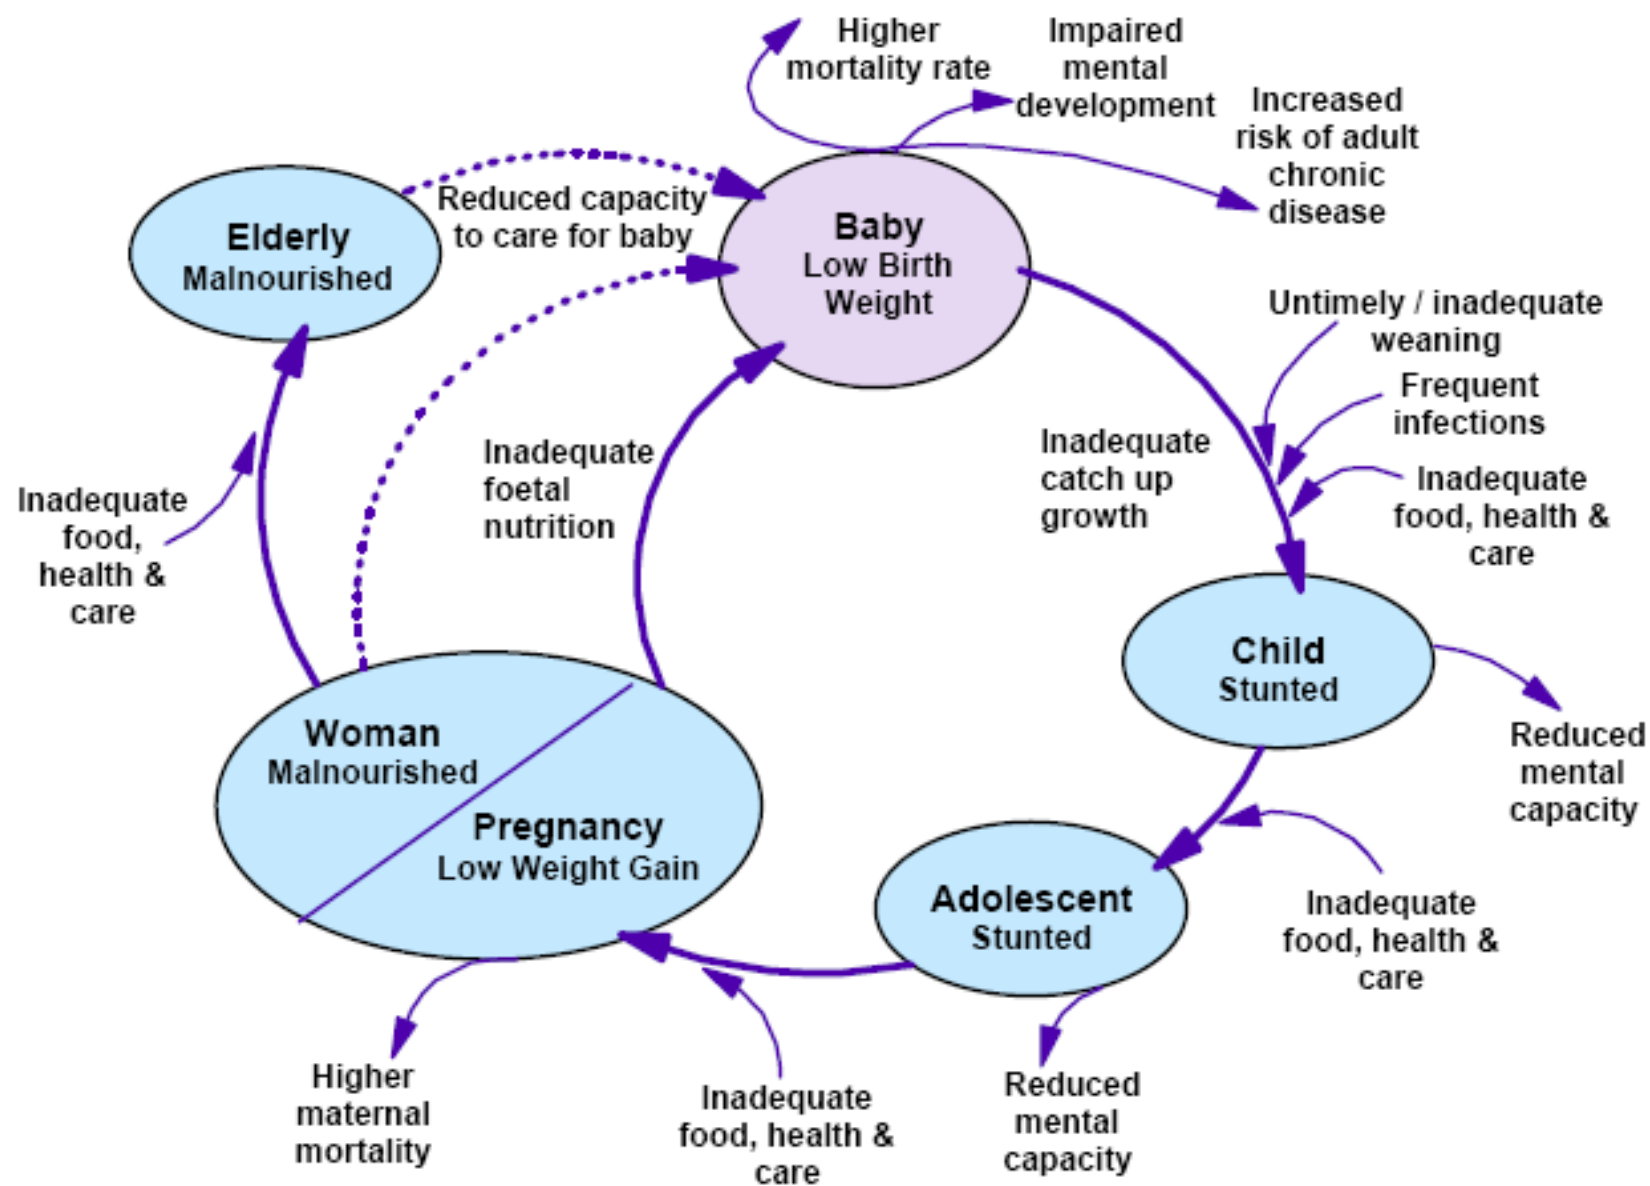 Higher
mortality rate
Impaired
mental
development
Increased
risk of adult
chronic
disease
Elderly
Malnourished
Reduced capacity
to care for baby
Baby
Low Birth
Weight
Untimely / inadequate
weaning
Frequent
infections
Inadequate
food, health &
care
Inadequate
catch up
growth
Inadequate
foetal
nutrition
Inadequate
food,
health &
care
Child
Stunted
Reduced
mental
capacity
Woman
Malnourished
Pregnancy
Low Weight Gain
Adolescent
Stunted
Inadequate
food, health &
care
Higher
maternal
mortality
Inadequate
food, health &
care
Reduced
mental
capacity